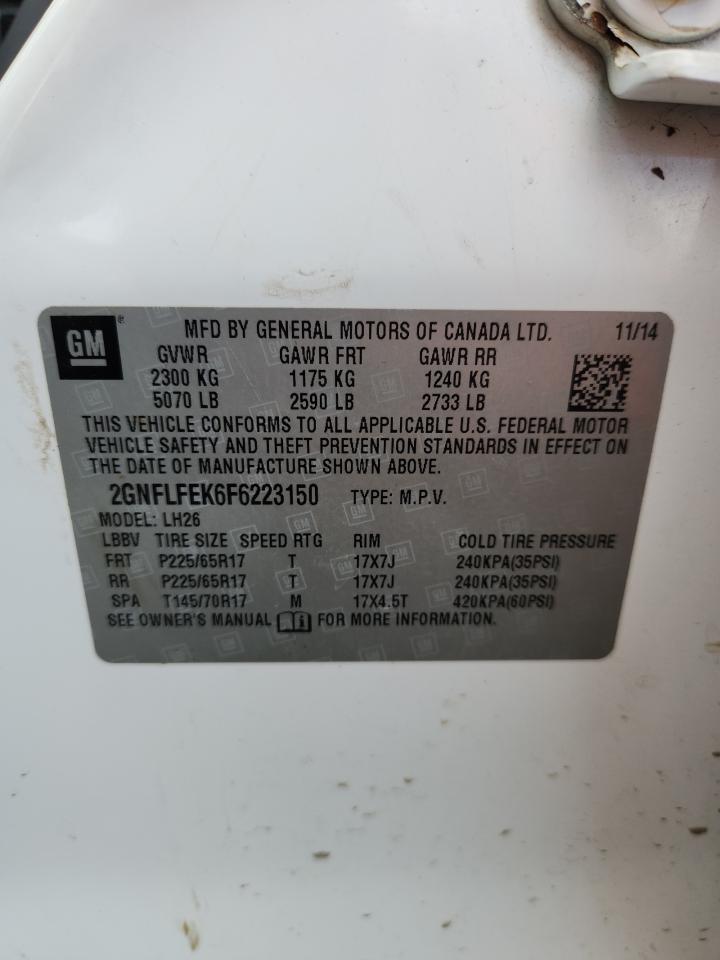 GM® MFD BY GENERAL MOTORS OF CANADA LTD. 11/14
GVWR GAWR FRT GAWR RR
2300 KG 1175 KG 1240 KG
5070 LB 2590 LB 2733 LB
THIS VEHICLE CONFORMS TO ALL APPLICABLE U.S. FEDERAL MOTOR
VEHICLE SAFETY AND THEFT PREVENTION STANDARDS IN EFFECT ON
THE DATE OF MANUFACTURE SHOWN ABOVE.
2GNFLFEK6F6223150 TYPE: M.P.V.
MODEL: LH26
LBBV TIRE SIZE SPEED RTG RIM COLD TIRE PRESSURE
FRT P225/65R17 T 17X7J 240KPA(35PSI)
RR P225/65R17 T 17X7J 240KPA(35PSI)
SPA T145/70R17 M 17X4.5T 420KPA(60PSI)
SEE OWNER'S MANUAL FOR MORE INFORMATION.